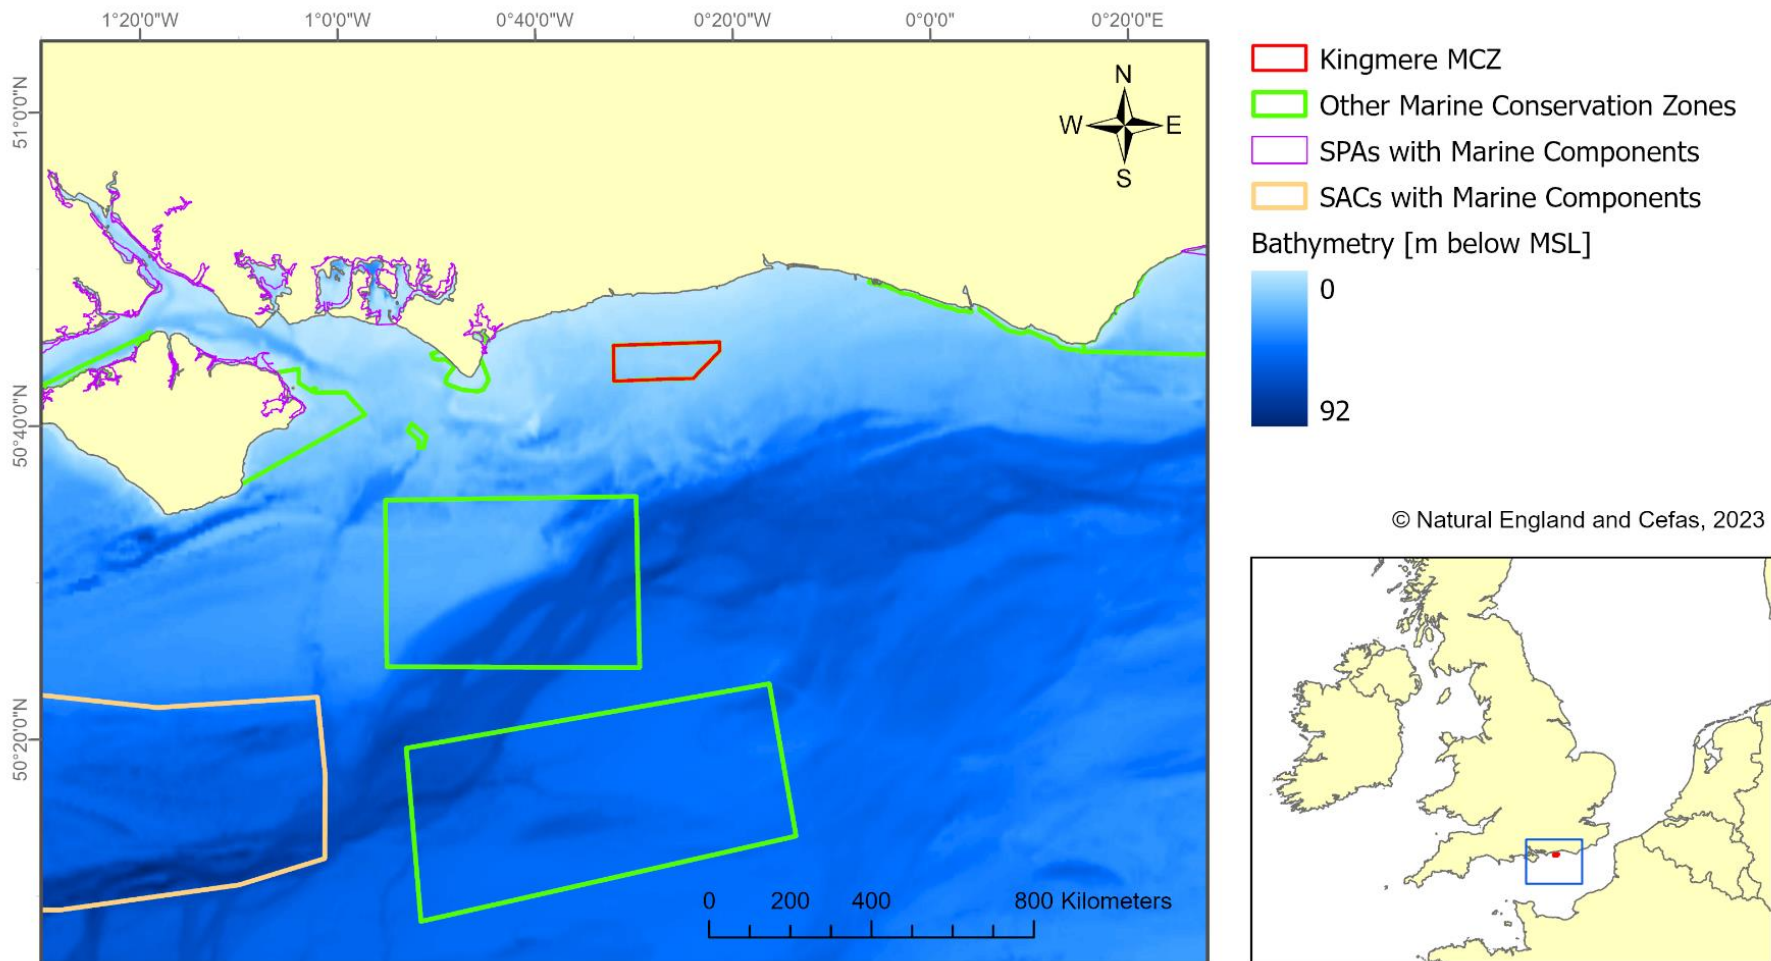 1°20'0"W 1°0'0"W 0°40'0"W 0°20'0"W 0°0'0" 0°20'0"E
51°0'0"N
50°40'0"N
50°20'0"N
N
W E
S
Kingmere MCZ
Other Marine Conservation Zones
SPAs with Marine Components
SACs with Marine Components
Bathymetry [m below MSL]
0
92
© Natural England and Cefas, 2023
0 200 400 800 Kilometers